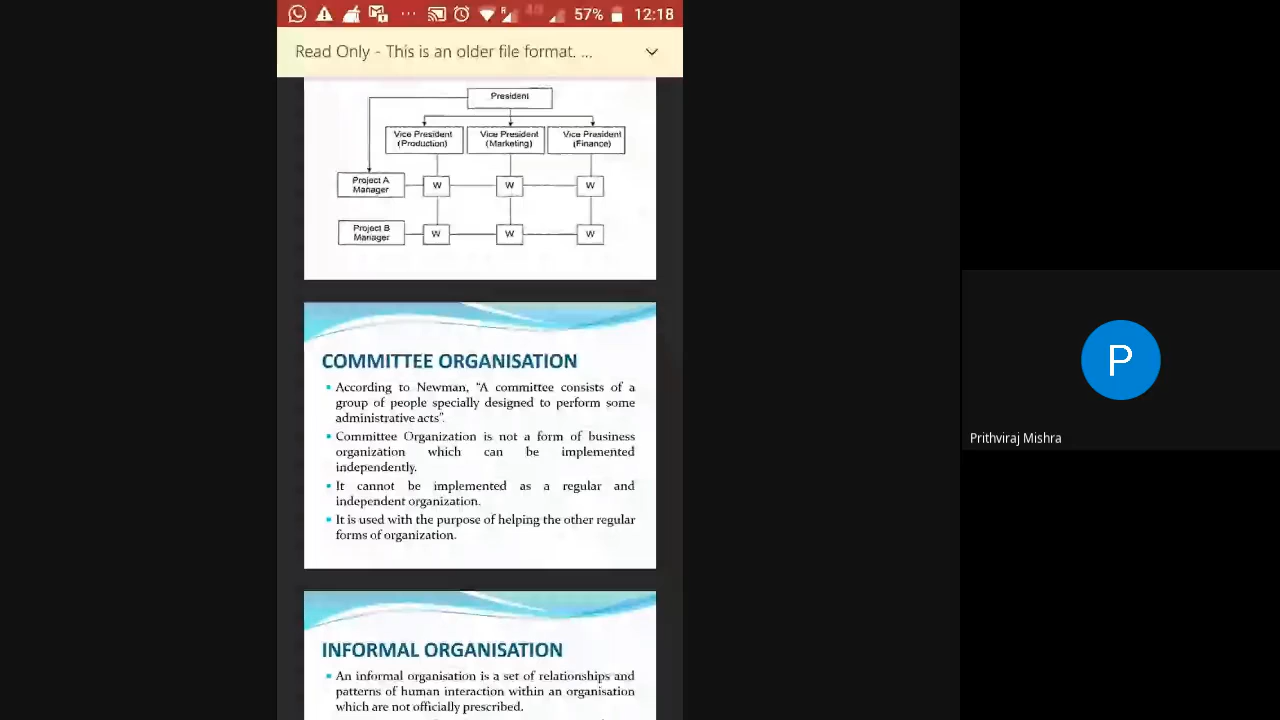 57% 12:18
Read Only - This is an older file format. ...
President
Vice President
(Production)
Vice President
(Marketing)
Vice President
(Finance)
Project A
Manager
W
W
W
Project B
Manager
W
W
W
COMMITTEE ORGANISATION
According to Newman, “A committee consists of a
group of people specially designed to perform some
administrative acts”.
Committee Organization is not a form of business
organization which can be implemented
independently.
It cannot be implemented as a regular and
independent organization.
It is used with the purpose of helping the other regular
forms of organization.
INFORMAL ORGANISATION
An informal organisation is a set of relationships and
patterns of human interaction within an organisation
which are not officially prescribed.
P
Prithviraj Mishra